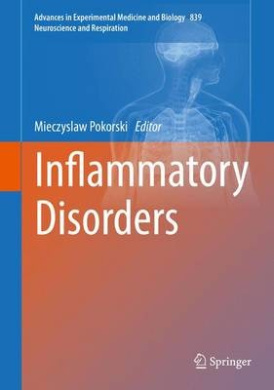 Advances in Experimental Medicine and Biology 839
Neuroscience and Respiration
Mieczyslaw Pokorski Editor
Inflammatory
Disorders
Springer